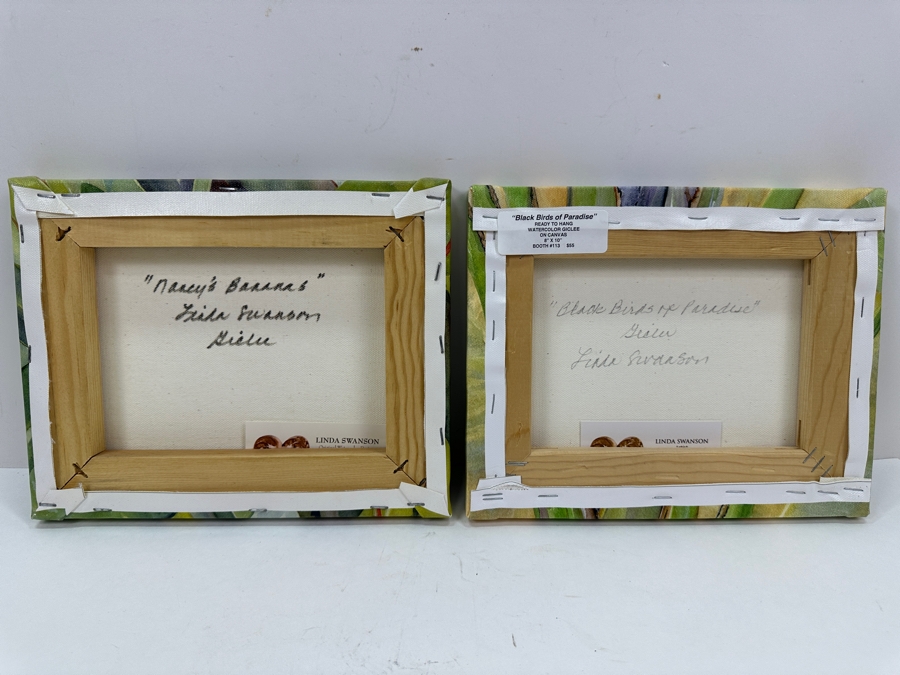 "Nancy's Bananas"
Linda Swanson
Giclee
LINDA SWANSON
"Black Birds of Paradise"
READY TO HANG
WATERCOLOR GICLEE
ON CANVAS
8" X 10"
BOOTH #113 $55
"Black Birds of Paradise"
Giclee
Linda Swanson
LINDA SWANSON